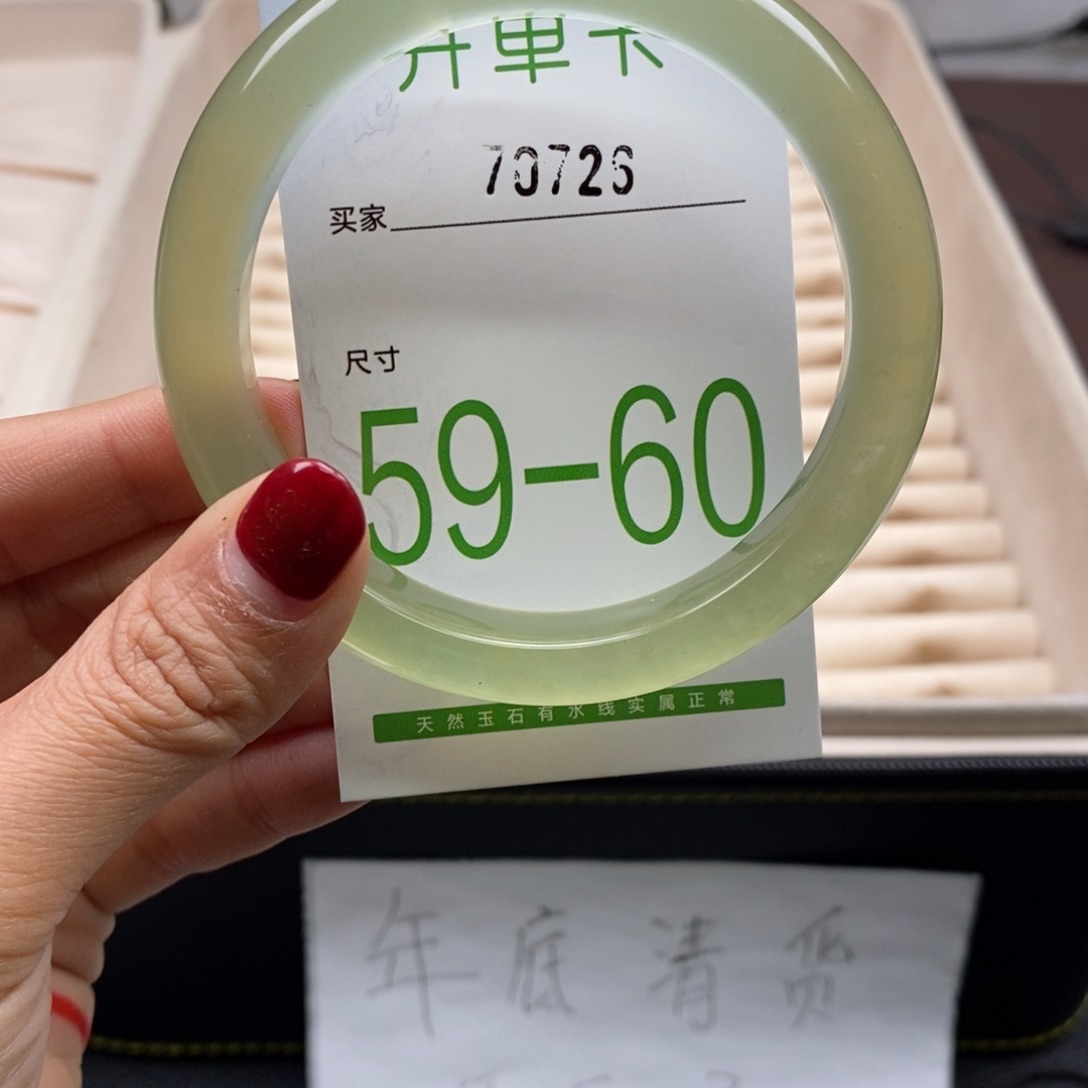 开单卡
70726
买家
尺寸
59-60
天然玉石有水线实属正常
年底清货